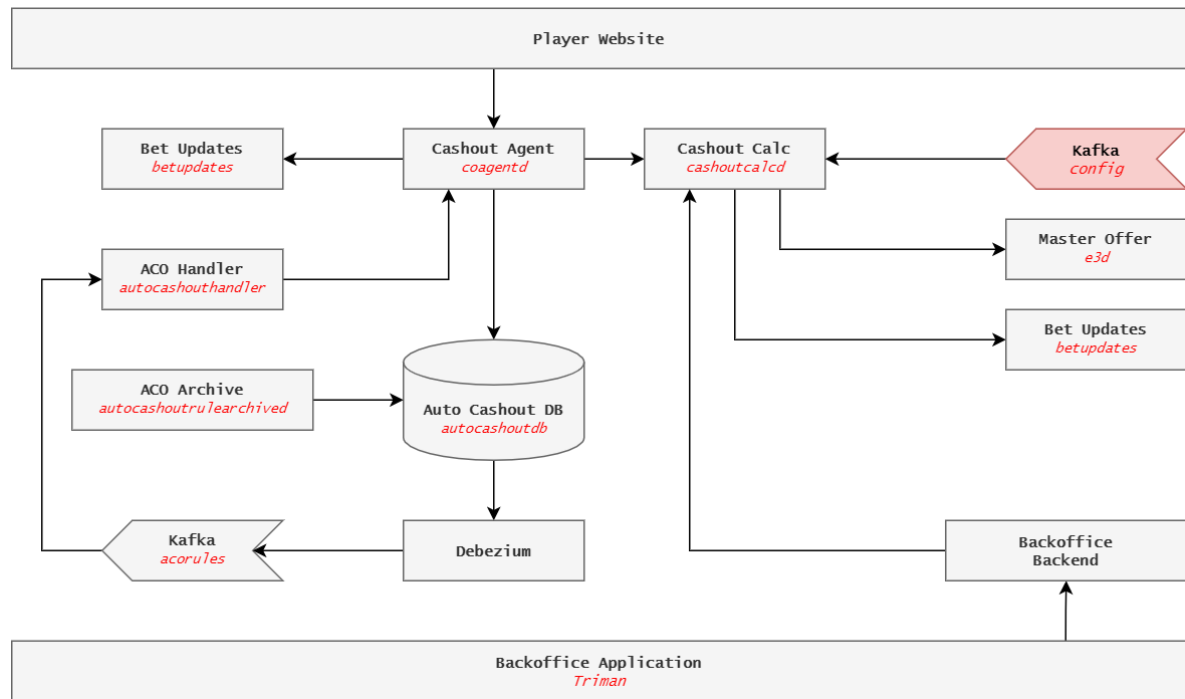 Player Website
Bet Updates
betupdates
Cashout Agent
coagentd
Cashout Calc
cashoutcalcd
Kafka
config
Master Offer
e3d
ACO Handler
autocashouthandler
Bet Updates
betupdates
ACO Archive
autocashoutrulearchived
Auto Cashout DB
autocashoutdb
Kafka
acorules
Debezium
Backoffice
Backend
Backoffice Application
Triman